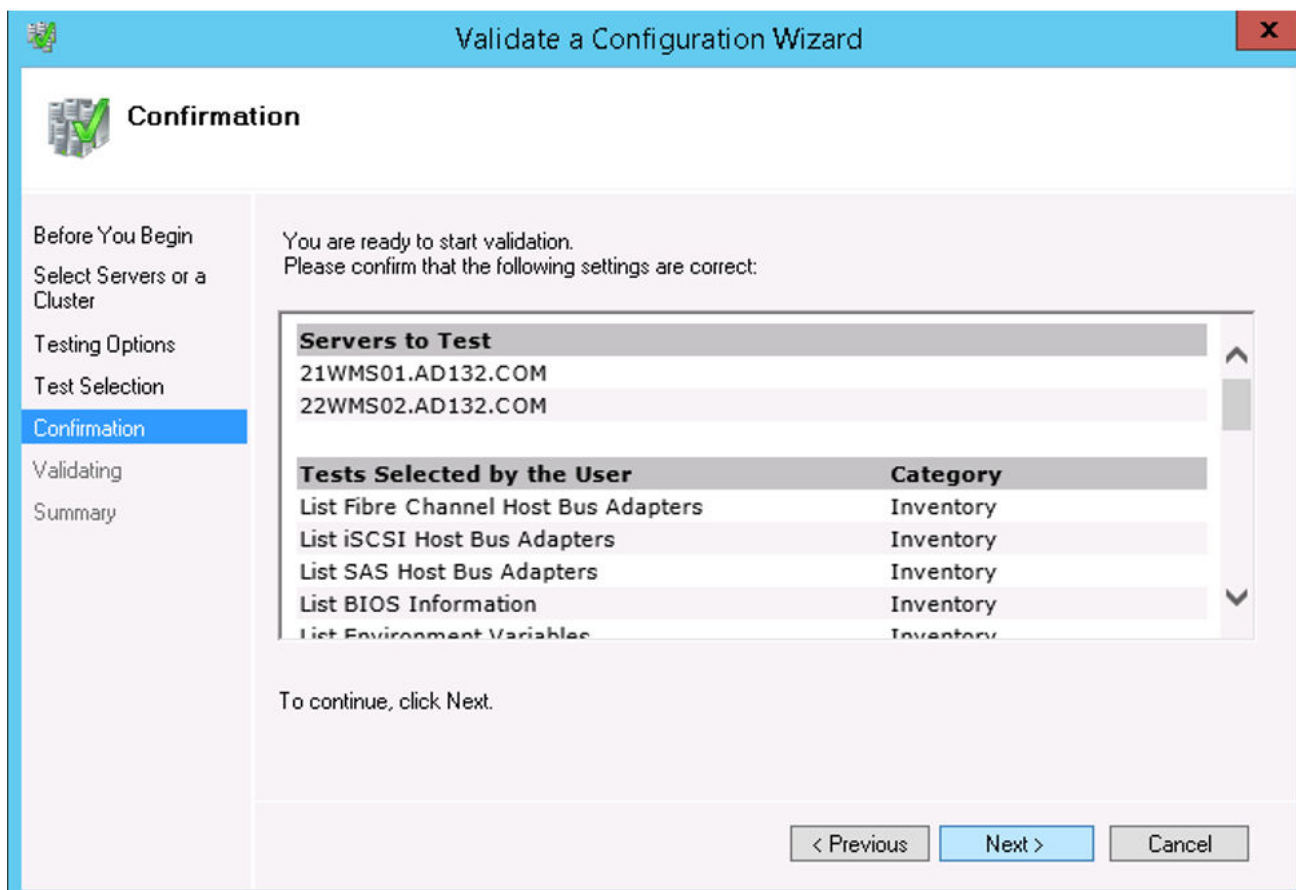 Validate a Configuration Wizard
x
Confirmation
Before You Begin
Select Servers or a
Cluster
Testing Options
Test Selection
Confirmation
Validating
Summary
You are ready to start validation.
Please confirm that the following settings are correct:
Servers to Test
21WMS01.AD132.COM
22WMS02.AD132.COM
Tests Selected by the User Category
List Fibre Channel Host Bus Adapters Inventory
List iSCSI Host Bus Adapters Inventory
List SAS Host Bus Adapters Inventory
List BIOS Information Inventory
List Environment Variables Inventory
To continue, click Next.
< Previous Next > Cancel